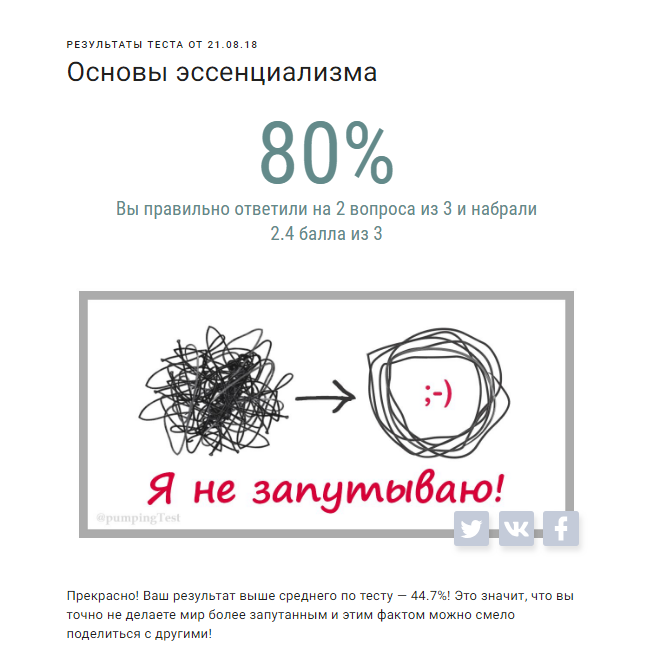 РЕЗУЛЬТАТЫ ТЕСТА ОТ 21.08.18
Основы эссенциализма
80%
Вы правильно ответили на 2 вопроса из 3 и набрали
2.4 балла из 3
;-)
Я не запутываю!
@pumpingTest
Прекрасно! Ваш результат выше среднего по тесту — 44.7%! Это значит, что вы
точно не делаете мир более запутанным и этим фактом можно смело
поделиться с другими!